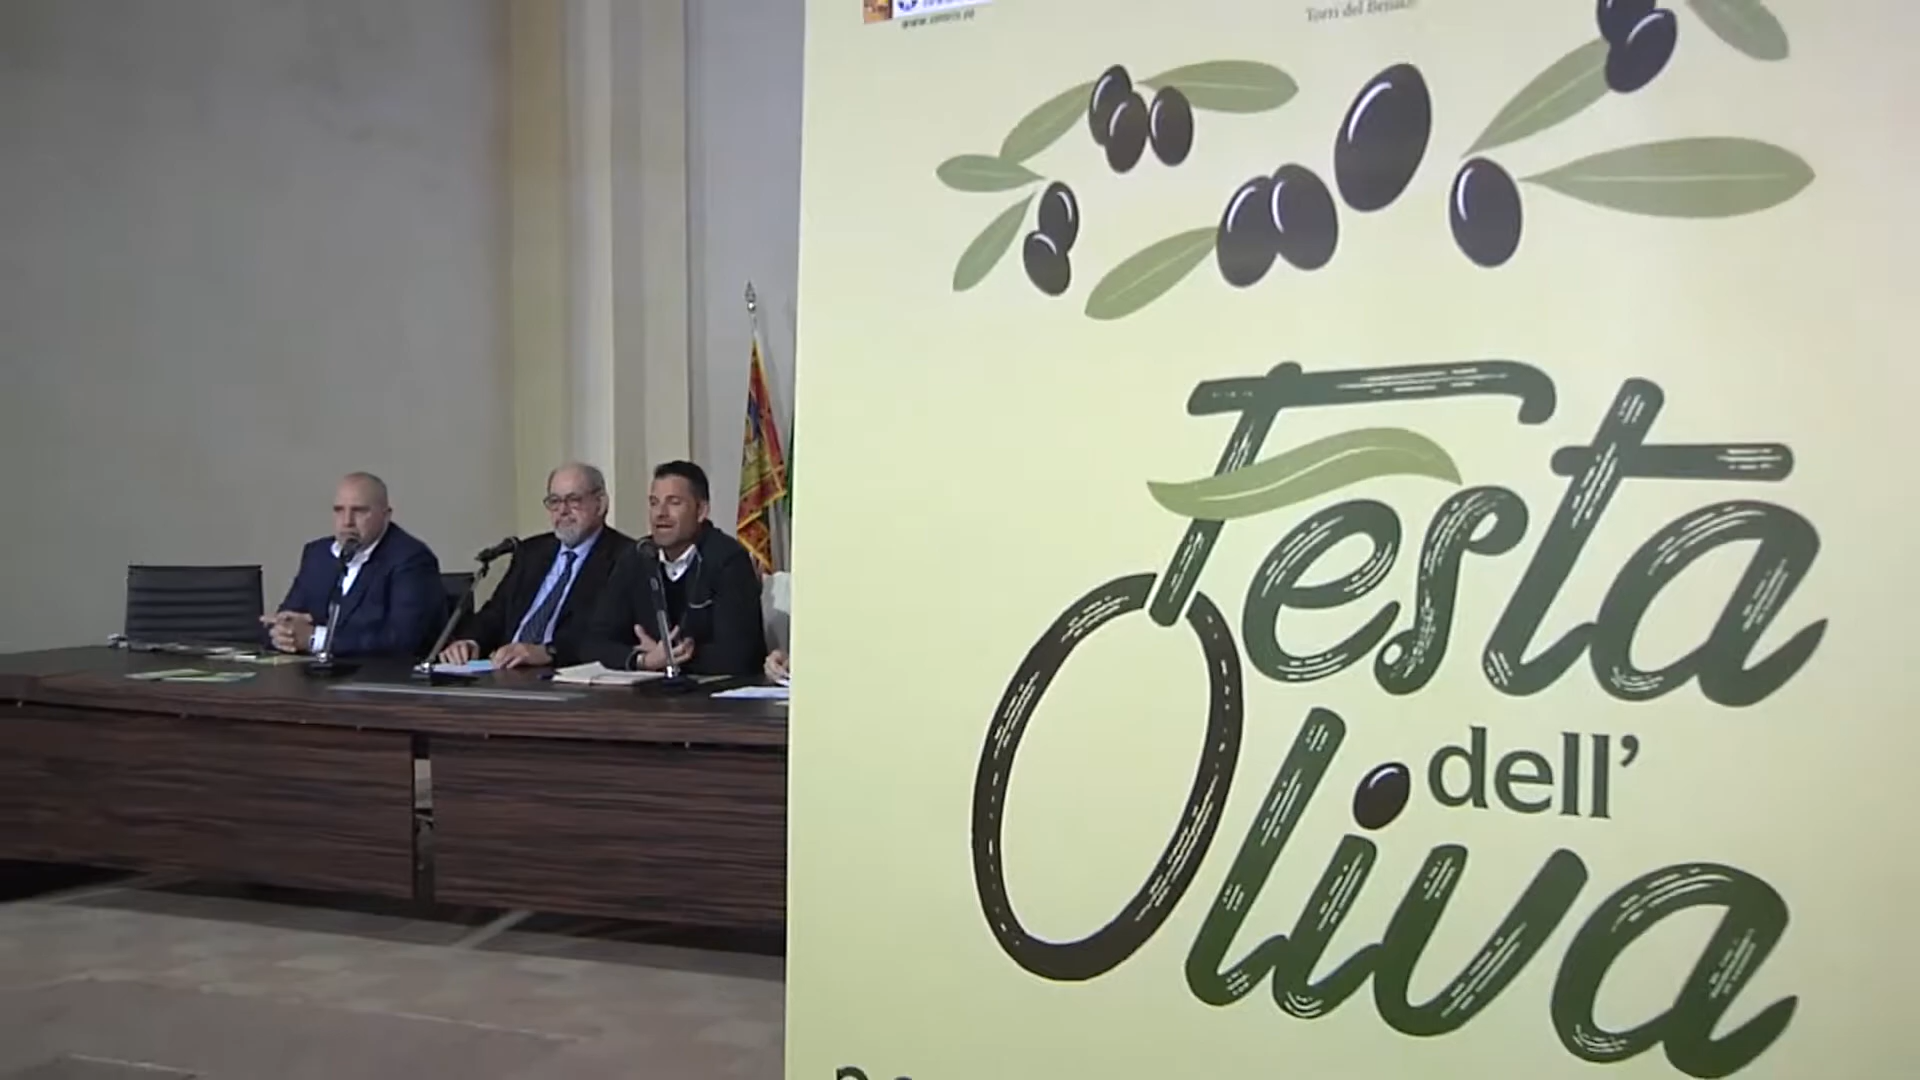 Torri del Benaco
Festa
dell'
Oliva